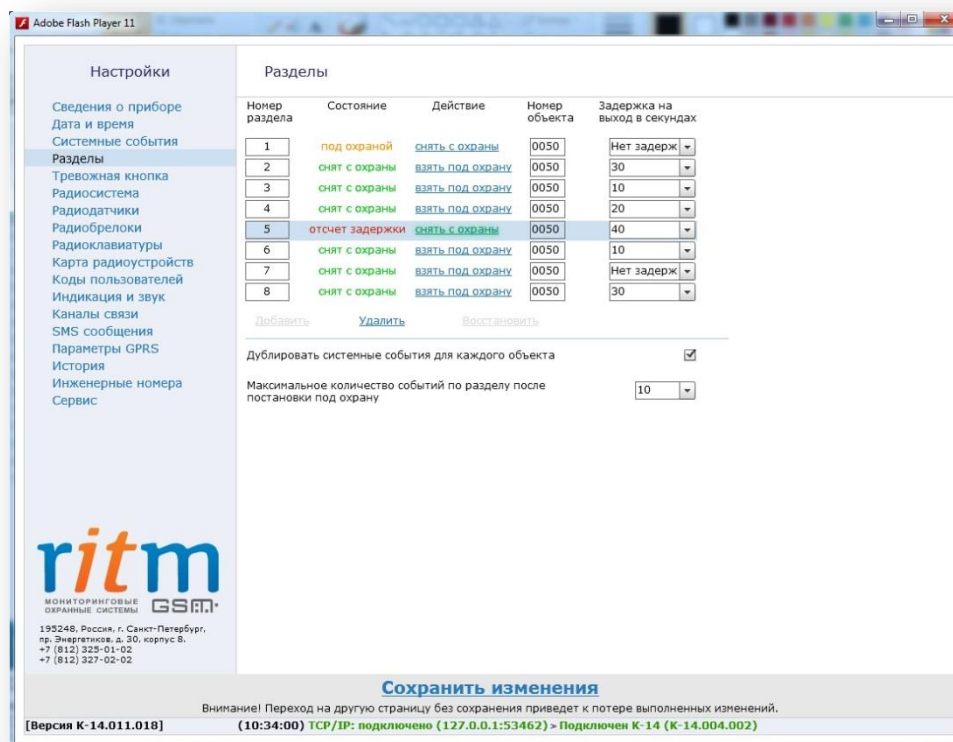 Adobe Flash Player 11
Настройки
Сведения о приборе
Дата и время
Системные события
Разделы
Тревожная кнопка
Радиосистема
Радиодатчики
Радиобрелоки
Радиоклавиатуры
Карта радиоустройств
Коды пользователей
Индикация и звук
Каналы связи
SMS сообщения
Параметры GPRS
История
Инженерные номера
Сервис
ritm
МОНИТОРИНГОВЫЕ
ОХРАННЫЕ СИСТЕМЫ GSM
195248, Россия, г. Санкт-Петербург,
пр. Энергетиков, д. 30, корпус 8.
+7 (812) 325-01-02
+7 (812) 327-02-02
Разделы
Номер раздела Состояние Действие Номер объекта Задержка на выход в секундах
1 под охраной снять с охраны 0050 Нет задерж
2 снят с охраны взять под охрану 0050 30
3 снят с охраны взять под охрану 0050 10
4 снят с охраны взять под охрану 0050 20
5 отсчет задержки снять с охраны 0050 40
6 снят с охраны взять под охрану 0050 10
7 снят с охраны взять под охрану 0050 Нет задерж
8 снят с охраны взять под охрану 0050 30
Добавить Удалить Восстановить
Дублировать системные события для каждого объекта
Максимальное количество событий по разделу после
постановки под охрану 10
Сохранить изменения
Внимание! Переход на другую страницу без сохранения приведет к потере выполненных изменений.
[Версия K-14.011.018] (10:34:00) TCP/IP: подключено (127.0.0.1:53462) > Подключен K-14 (K-14.004.002)